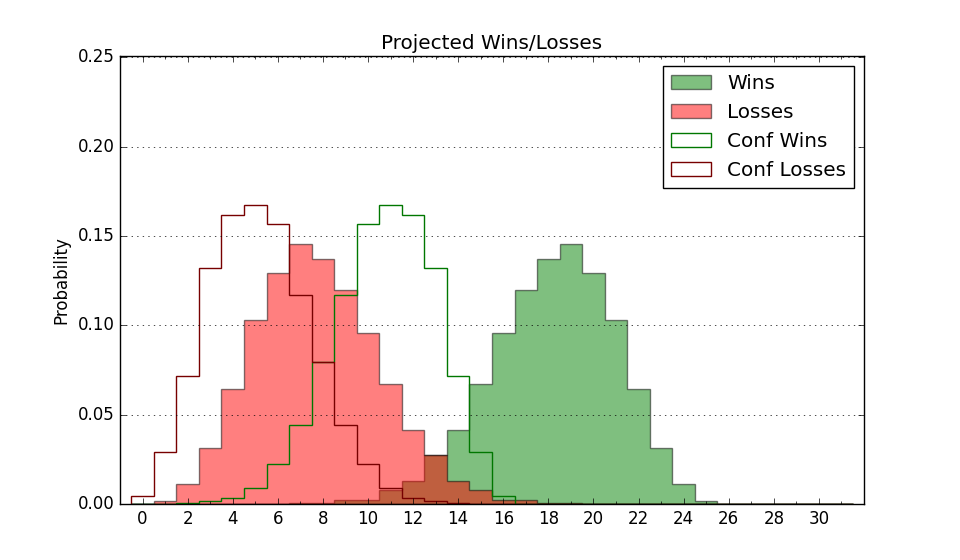 Projected Wins/Losses
0.25
0.20
0.15
0.10
0.05
0.00
Probability
Wins
Losses
Conf Wins
Conf Losses
0 2 4 6 8 10 12 14 16 18 20 22 24 26 28 30